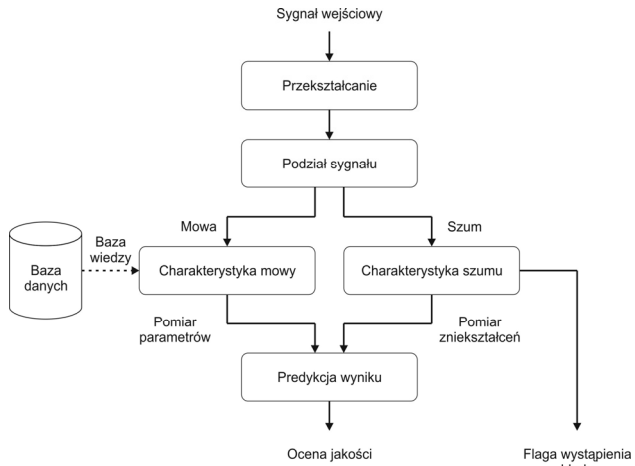 Sygnał wejściowy
Przekształcanie
Podział sygnału
Mowa
Szum
Baza
wiedzy
Baza
danych
Charakterystyka mowy
Charakterystyka szumu
Pomiar
parametrów
Pomiar
zniekształceń
Predykcja wyniku
Ocena jakości
Flaga wystąpienia